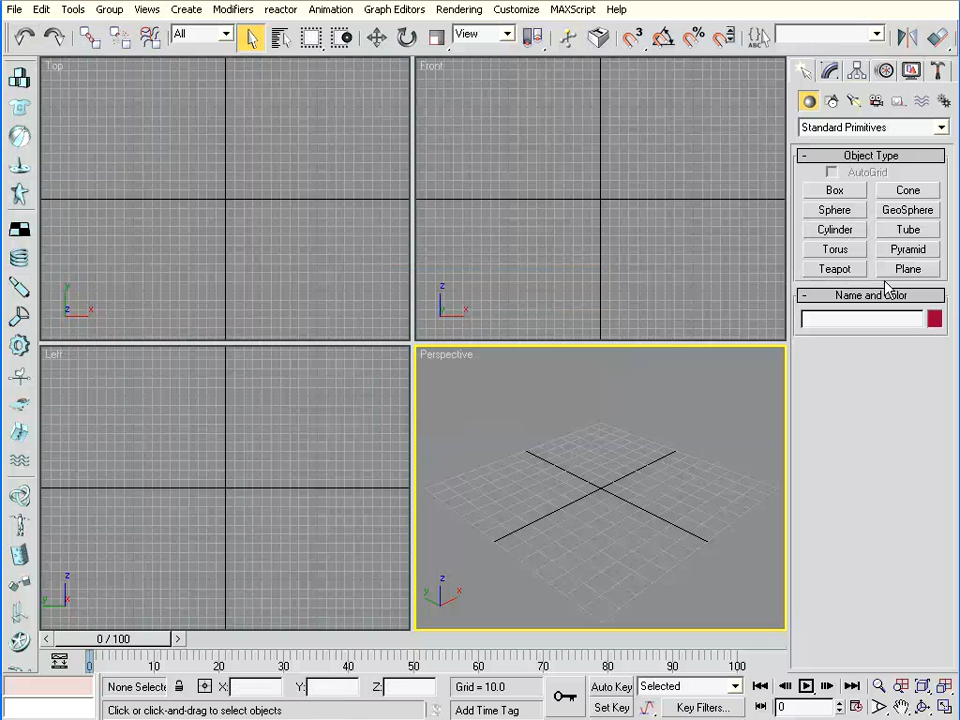 File Edit Tools Group Views Create Modifiers reactor Animation Graph Editors Rendering Customize MAXScript Help
All View
ABC
Top Front
Standard Primitives
- Object Type
AutoGrid
Box Cone
Sphere GeoSphere
Cylinder Tube
Torus Pyramid
Teapot Plane
- Name and Color
y z x
z y x
Left Perspective
z y x
z y x
< 0 / 100 >
0 10 20 30 40 50 60 70 80 90 100
None Selecte X: Y: Z: Grid = 10.0 Auto Key Selected
Click or click-and-drag to select objects Add Time Tag Set Key Key Filters... 0